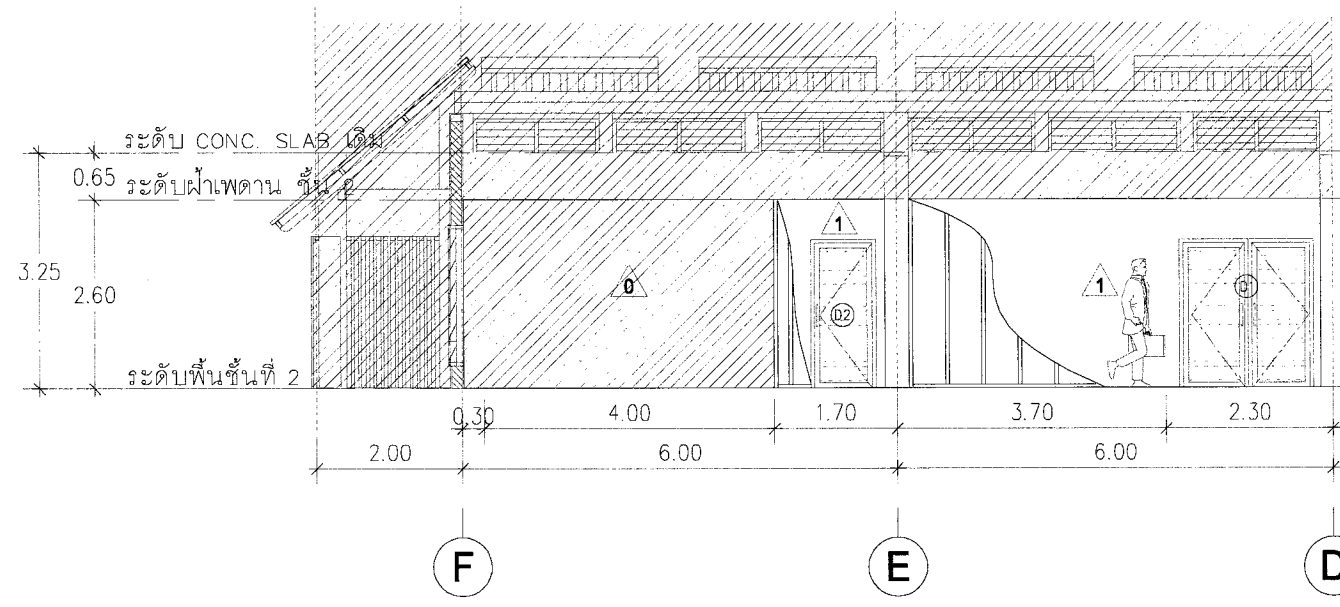 ระดับ CONC. SLAB เดิม
0.65 ระดับฝ้าเพดาน ชั้น 2
1
3.25
2.60
0
1
D1
D2
ระดับพื้นชั้นที่ 2
0.30 4.00 1.70 3.70 2.30
2.00 6.00 6.00
F E D